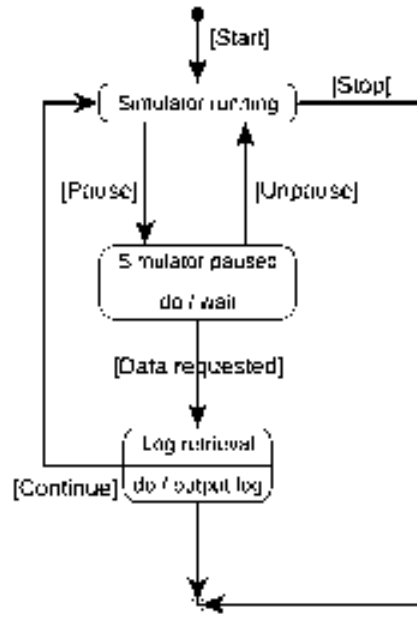 [Start]
Simulator running
[Stop[
[Pause]
[Unpause]
Simulator paused
do / wait
[Data requested]
Log retrieval
[Continue]
do / output log